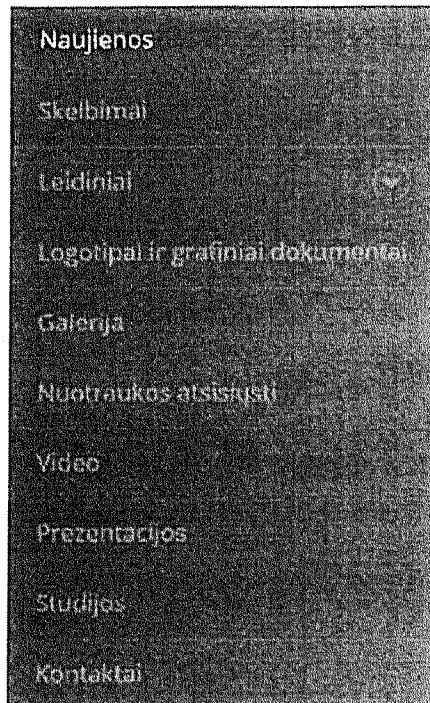 Naujienos
Skelbimai
Leidiniai
Logotipai ir grafiniai dokumentai
Galerija
Nuotraukos atsisiųsti
Video
Prezentacijos
Studijos
Kontaktai